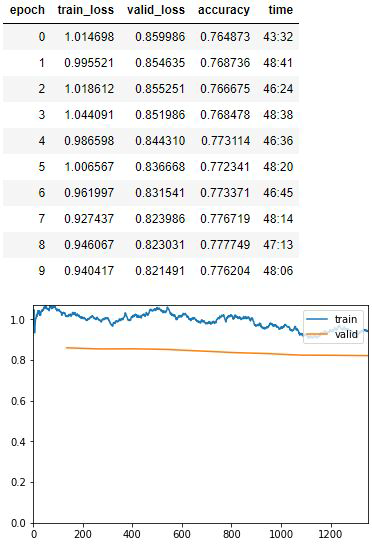 epoch train_loss valid_loss accuracy time
0 1.014698 0.859986 0.764873 43:32
1 0.995521 0.854635 0.768736 48:41
2 1.018612 0.855251 0.766675 46:24
3 1.044091 0.851986 0.768478 48:38
4 0.986598 0.844310 0.773114 46:36
5 1.006567 0.836668 0.772341 48:20
6 0.961997 0.831541 0.773371 46:45
7 0.927437 0.823986 0.776719 48:14
8 0.946067 0.823031 0.777749 47:13
9 0.940417 0.821491 0.776204 48:06
train
valid
1.0
0.8
0.6
0.4
0.2
0.0
0 200 400 600 800 1000 1200